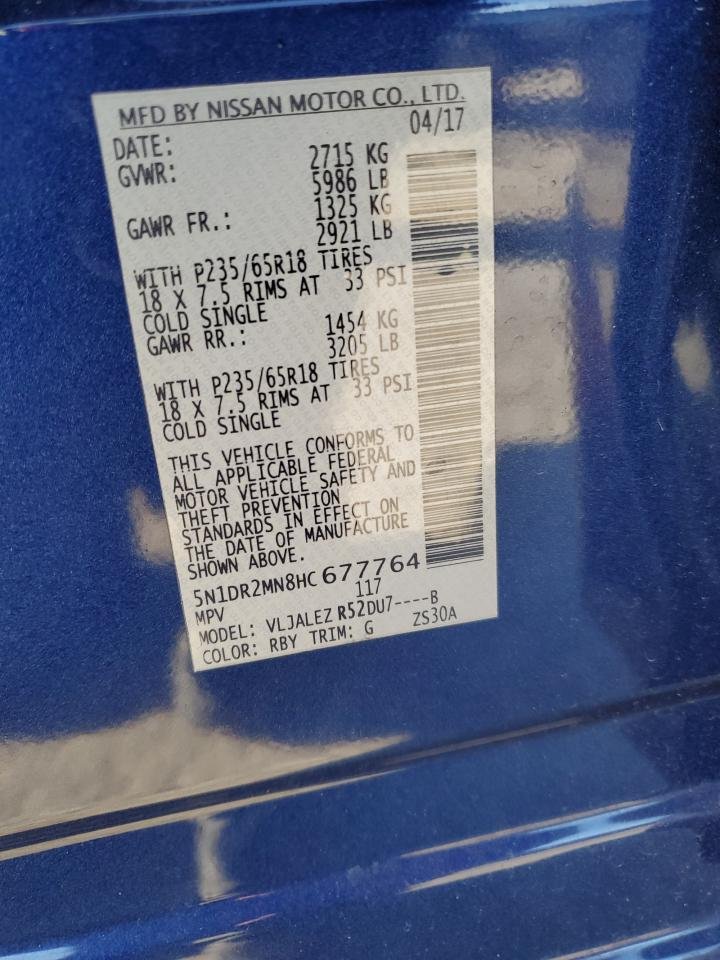 MFD BY NISSAN MOTOR CO., LTD.
DATE: 04/17
GVWR: 2715 KG
5986 LB
GAWR FR.: 1325 KG
2921 LB
WITH P235/65R18 TIRES
18 X 7.5 RIMS AT 33 PSI
COLD SINGLE
GAWR RR.: 1454 KG
3205 LB
WITH P235/65R18 TIRES
18 X 7.5 RIMS AT 33 PSI
COLD SINGLE
THIS VEHICLE CONFORMS TO
ALL APPLICABLE FEDERAL
MOTOR VEHICLE SAFETY AND
THEFT PREVENTION
STANDARDS IN EFFECT ON
THE DATE OF MANUFACTURE
SHOWN ABOVE.
5N1DR2MN8HC677764
MPV 117
MODEL: VLJALEZ R52DU7----B
COLOR: RBY TRIM: G ZS30A